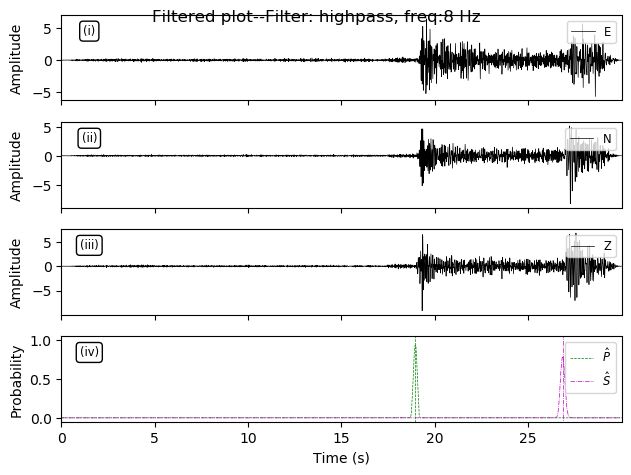 Filtered plot--Filter: highpass, freq:8 Hz
Amplitude
5
0
−5
(i)
E
Amplitude
5
0
−5
(ii)
N
Amplitude
5
0
−5
(iii)
Z
Probability
1.0
0.5
0.0
(iv)
P̂
Ŝ
0 5 10 15 20 25
Time (s)